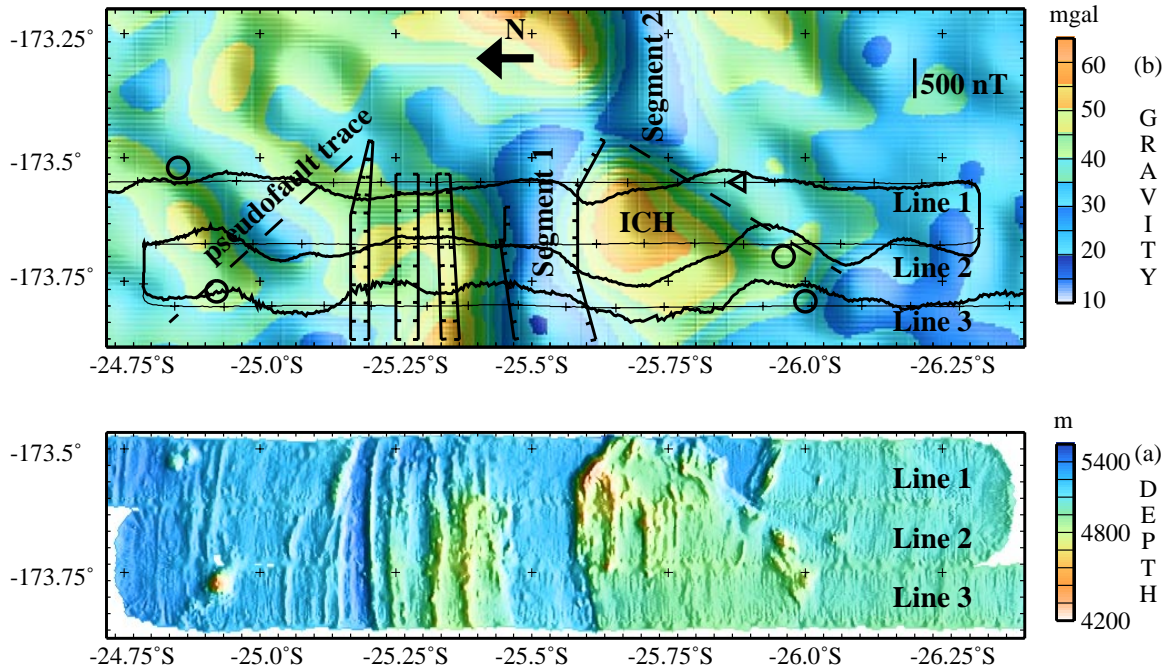 mgal
-173.25°
N
Segment 2
60
(b)
500 nT
50
G R A V I T Y
-173.5°
pseudofault trace
40
Segment 1
ICH
Line 1
30
-173.75°
Line 2
20
Line 3
10
-24.75°S -25.0°S -25.25°S -25.5°S -25.75°S -26.0°S -26.25°S
m
-173.5°
5400
(a)
Line 1
D E P T H
4800
Line 2
-173.75°
Line 3
4200
-24.75°S -25.0°S -25.25°S -25.5°S -25.75°S -26.0°S -26.25°S